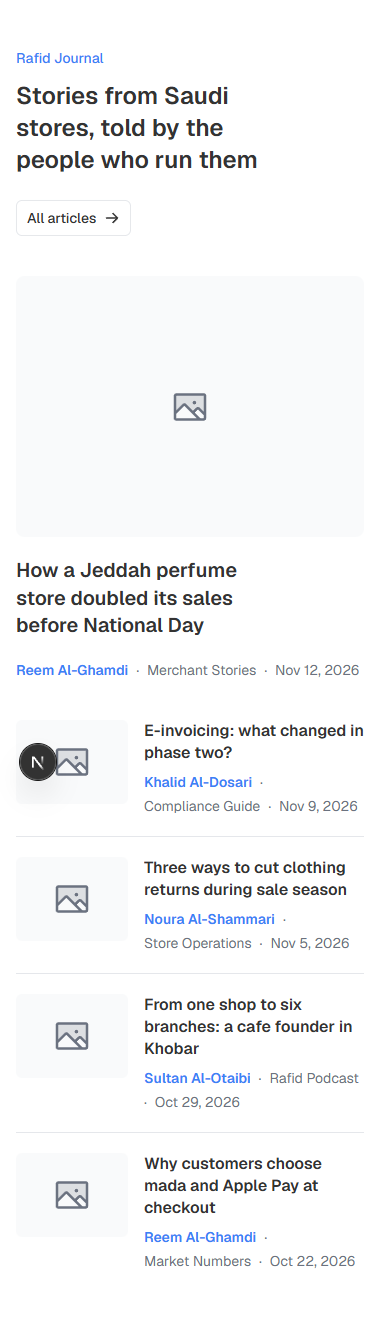 Rafid Journal
Stories from Saudi
stores, told by the
people who run them
All articles →
How a Jeddah perfume
store doubled its sales
before National Day
Reem Al-Ghamdi · Merchant Stories · Nov 12, 2026
N
E-invoicing: what changed in
phase two?
Khalid Al-Dosari ·
Compliance Guide · Nov 9, 2026
Three ways to cut clothing
returns during sale season
Noura Al-Shammari ·
Store Operations · Nov 5, 2026
From one shop to six
branches: a cafe founder in
Khobar
Sultan Al-Otaibi · Rafid Podcast
· Oct 29, 2026
Why customers choose
mada and Apple Pay at
checkout
Reem Al-Ghamdi ·
Market Numbers · Oct 22, 2026